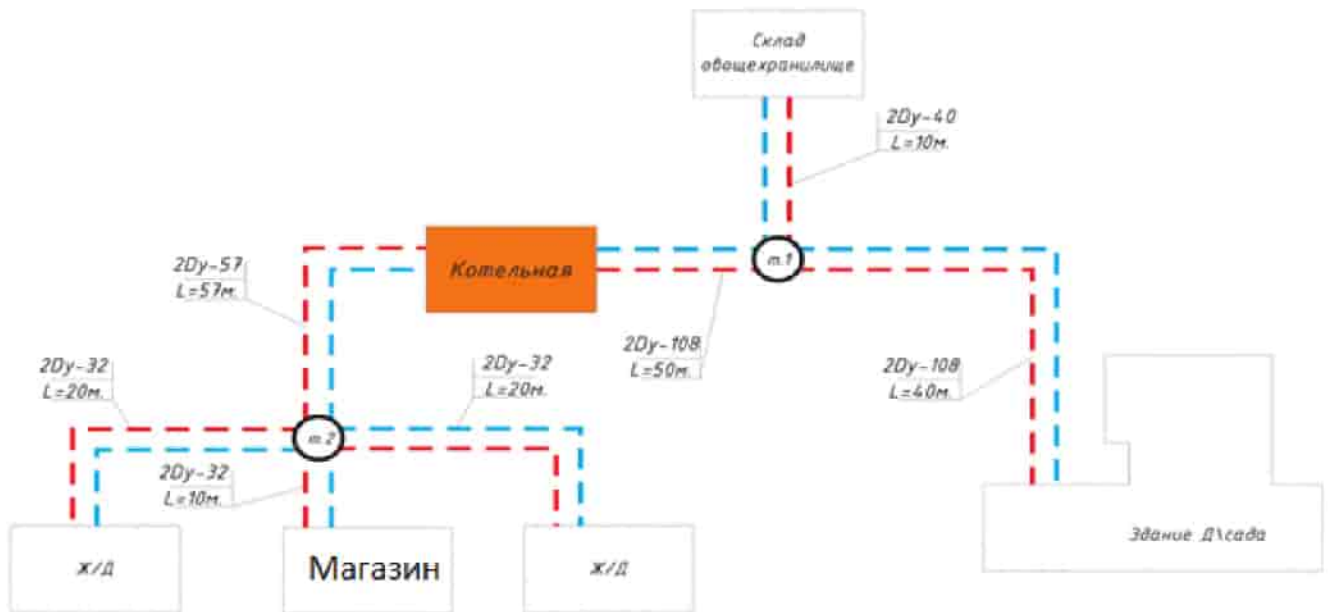 Склад
овощехранилище
2Dy-40
L=10м.
2Dy-57
L=57м.
Котельная
т.1
2Dy-32
L=20м.
2Dy-32
L=20м.
2Dy-108
L=50м.
2Dy-108
L=40м.
т.2
2Dy-32
L=10м.
Ж/Д
Магазин
Ж/Д
Здание Д\сада